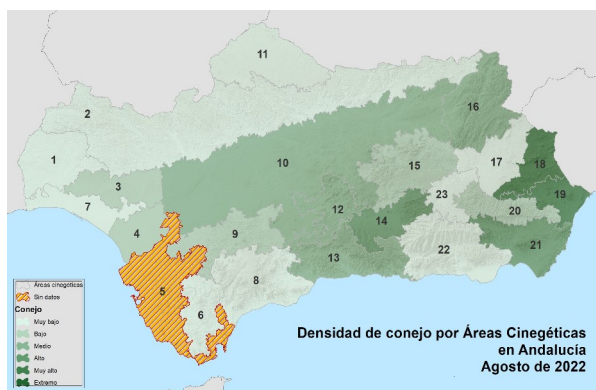 11
2
16
1
10
15
17
18
3
23
19
7
12
20
4
9
14
21
13
22
5
8
6
Áreas cinegéticas
Sin datos
Conejo
Muy bajo
Bajo
Medio
Alto
Muy alto
Extremo
Densidad de conejo por Áreas Cinegéticas
en Andalucía
Agosto de 2022